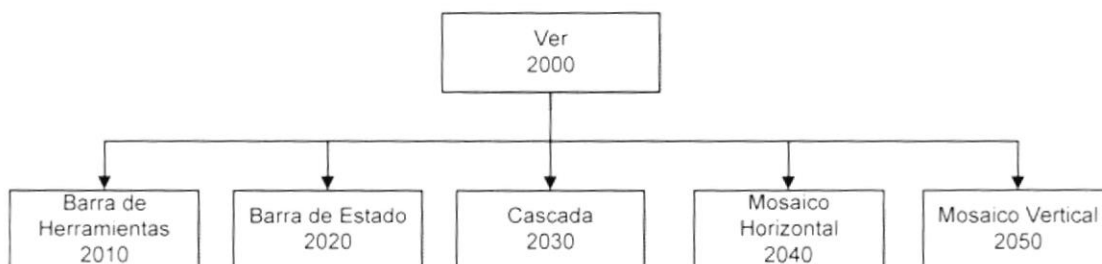 Ver
2000
Barra de
Herramientas
2010
Barra de Estado
2020
Cascada
2030
Mosaico
Horizontal
2040
Mosaico Vertical
2050